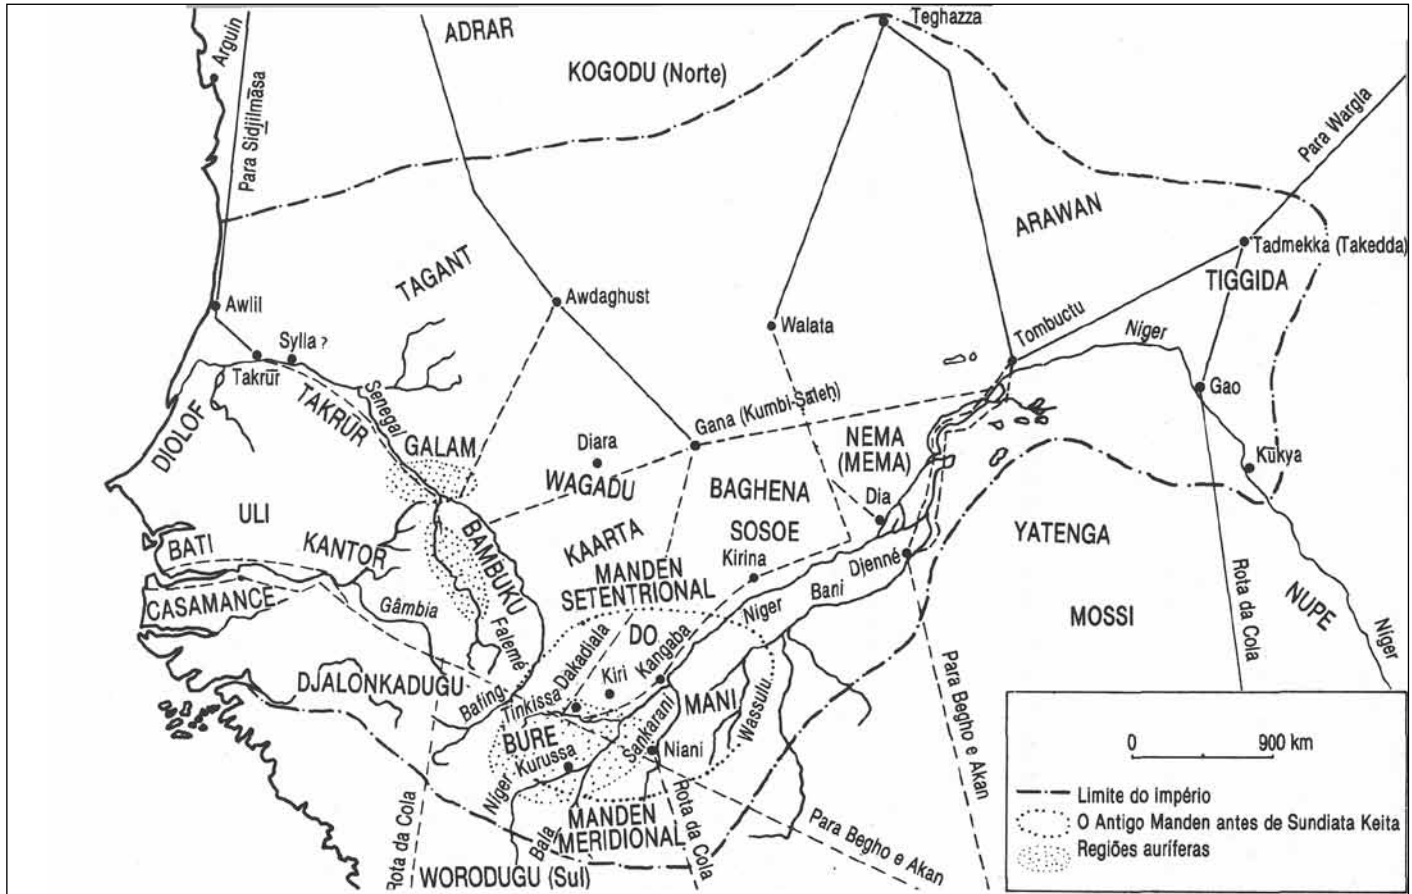 Teghazza
ADRAR
KOGODU (Norte)
Arguin
Para Sidjilmāsa
Para Wargla
ARAWAN
Tadmekka (Takedda)
TIGGIDA
TAGANT
Awlil
Awdaghust
Walata
Tombuctu
Niger
Sylla ?
Takrūr
TAKRŪR
Senegal
Gao
DIOLOF
GALAM
Diara
Gana (Kumbi-Saleh)
NEMA
(MEMA)
Kūkya
WAGADU
BAGHENA
Dia
ULI
SOSOE
YATENGA
BATI
KANTOR
BAMBUKU
KAARTA
Kirina
Djenné
MANDEN
SETENTRIONAL
Bani
CASAMANCE
Gâmbia
Niger
Falemé
DO
MOSSI
Rota da Cola
NUPE
Niger
Dakadiala
Kiri
Kangaba
DJALONKADUGU
Bafing
Tinkissa
MANI
Wassulu
Para Begho e Akan
BURE
Sankarani
Niani
Kurussa
Niger
Rota da Cola
Rota da Cola
Bale
MANDEN
MERIDIONAL
Para Begho e Akan
WORODUGU (Sul)
0 900 km
Limite do império
O Antigo Manden antes de Sundiata Keita
Regiões auríferas